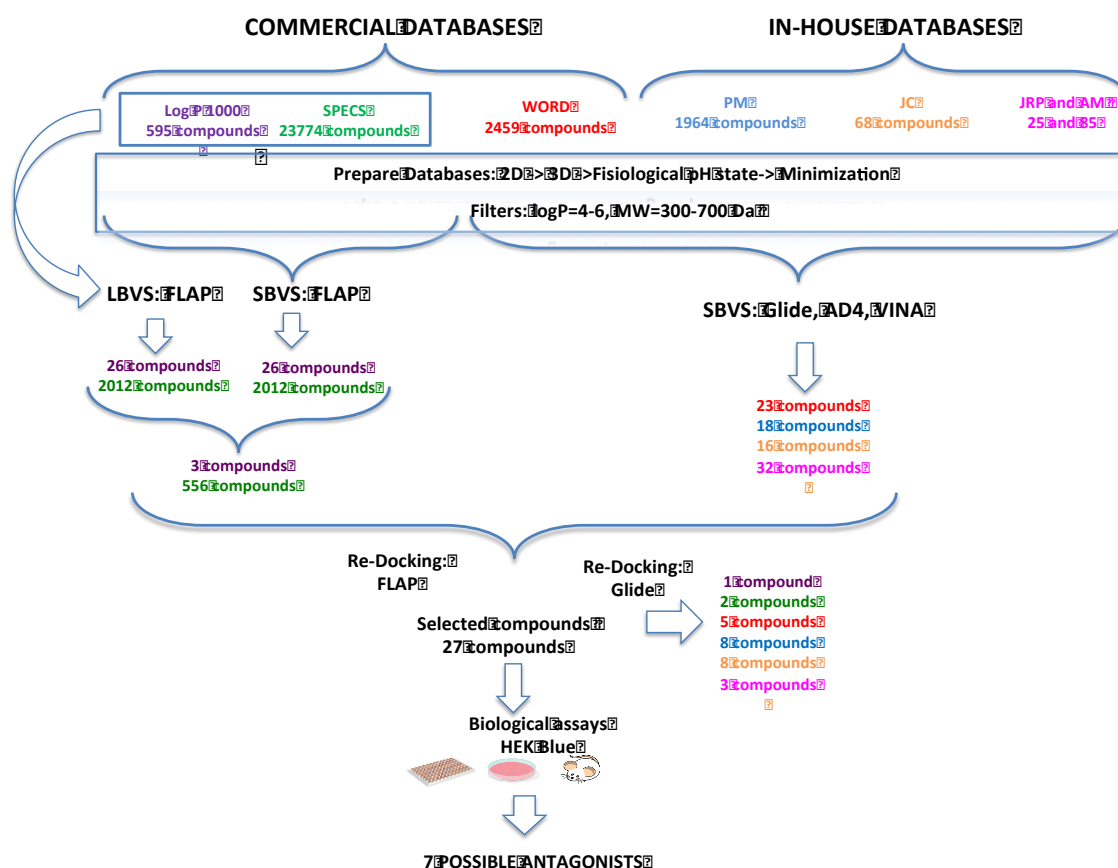 COMMERCIAL DATABASES
IN-HOUSE DATABASES
Log P 1000
595 compounds
SPECS
23774 compounds
WORD
2459 compounds
PM
1964 compounds
JC
68 compounds
JRP and AM
25 and 85
Prepare Databases: 2D -> 3D ->Fisiological pH state-> Minimization
Filters: logP=4-6, MW=300-700 Da
LBVS: FLAP
SBVS: FLAP
SBVS: Glide, AD4, VINA
26 compounds
2012 compounds
26 compounds
2012 compounds
23 compounds
18 compounds
16 compounds
32 compounds
3 compounds
556 compounds
Re-Docking:
FLAP
Re-Docking:
Glide
1 compound
2 compounds
5 compounds
8 compounds
8 compounds
3 compounds
Selected compounds
27 compounds
Biological assays
HEK Blue
7 POSSIBLE ANTAGONISTS